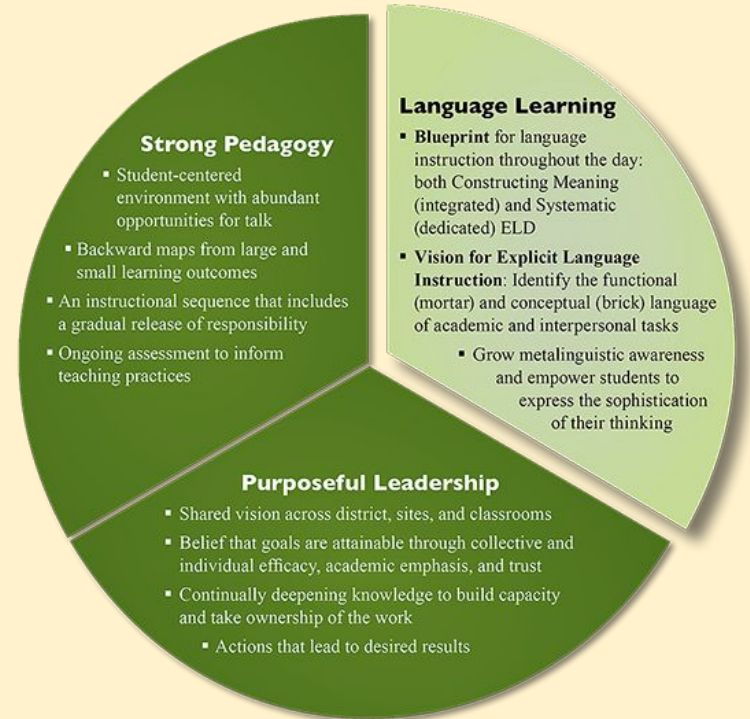 Strong Pedagogy
▪ Student-centered
environment with abundant
opportunities for talk
▪ Backward maps from large and
small learning outcomes
▪ An instructional sequence that includes
a gradual release of responsibility
▪ Ongoing assessment to inform
teaching practices
Language Learning
▪ Blueprint for language
instruction throughout the day:
both Constructing Meaning
(integrated) and Systematic
(dedicated) ELD
▪ Vision for Explicit Language
Instruction: Identify the functional
(mortar) and conceptual (brick) language
of academic and interpersonal tasks
▪ Grow metalinguistic awareness
and empower students to
express the sophistication
of their thinking
Purposeful Leadership
▪ Shared vision across district, sites, and classrooms
▪ Belief that goals are attainable through collective and
individual efficacy, academic emphasis, and trust
▪ Continually deepening knowledge to build capacity
and take ownership of the work
▪ Actions that lead to desired results